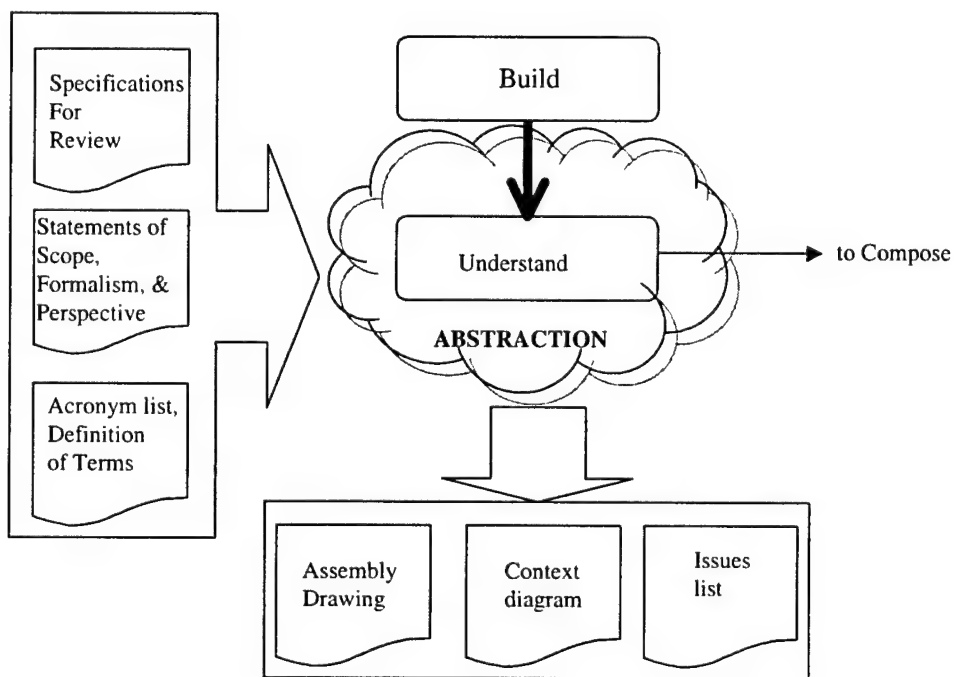 Specifications
For
Review
Statements of
Scope,
Formalism, &
Perspective
Acronym list,
Definition
of Terms
Build
Understand
ABSTRACTION
to Compose
Assembly
Drawing
Context
diagram
Issues
list